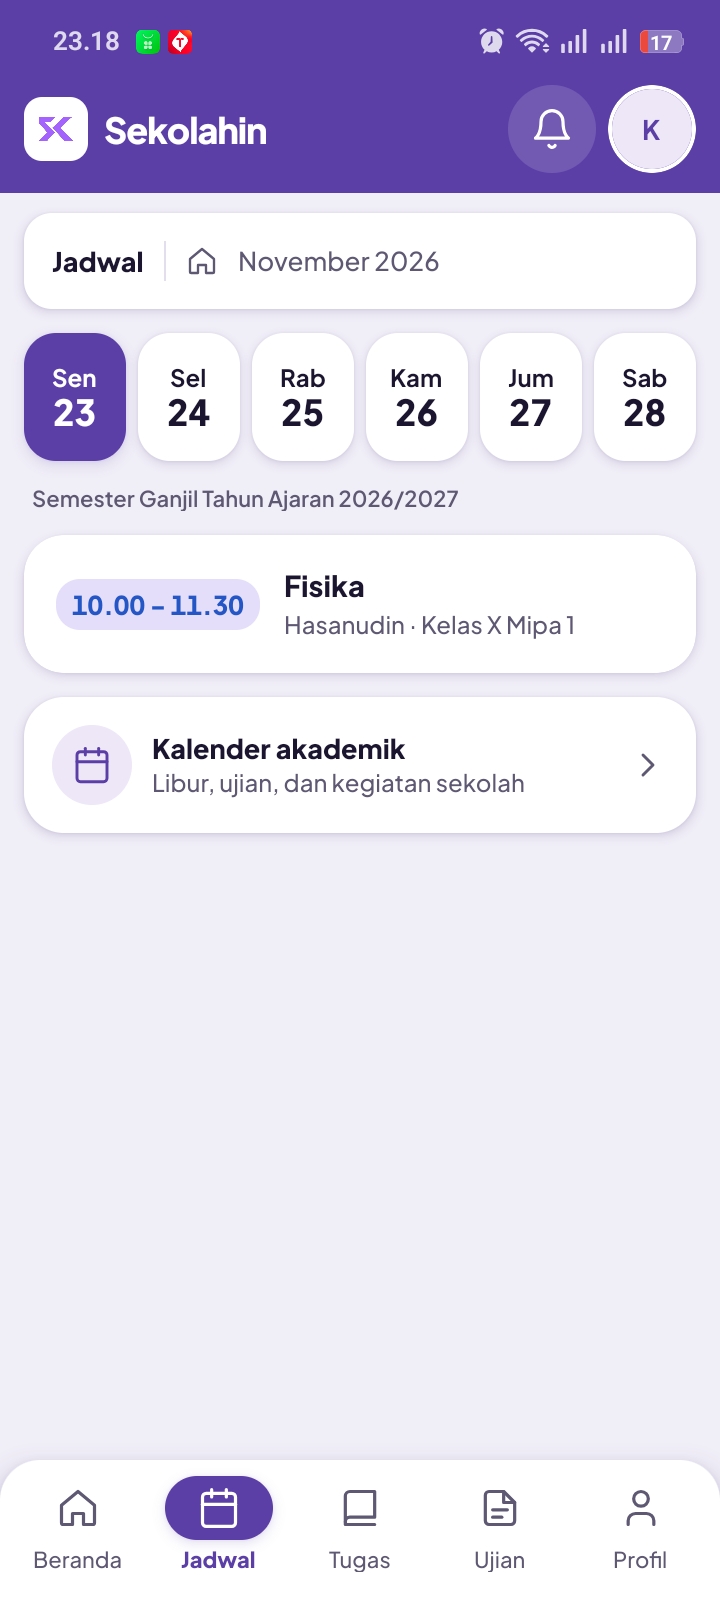 23.18
17
Sekolahin
K
Jadwal
November 2026
Sen Sel Rab Kam Jum Sab
23 24 25 26 27 28
Semester Ganjil Tahun Ajaran 2026/2027
10.00 – 11.30
Fisika
Hasanudin · Kelas X Mipa 1
Kalender akademik
Libur, ujian, dan kegiatan sekolah
Beranda Jadwal Tugas Ujian Profil